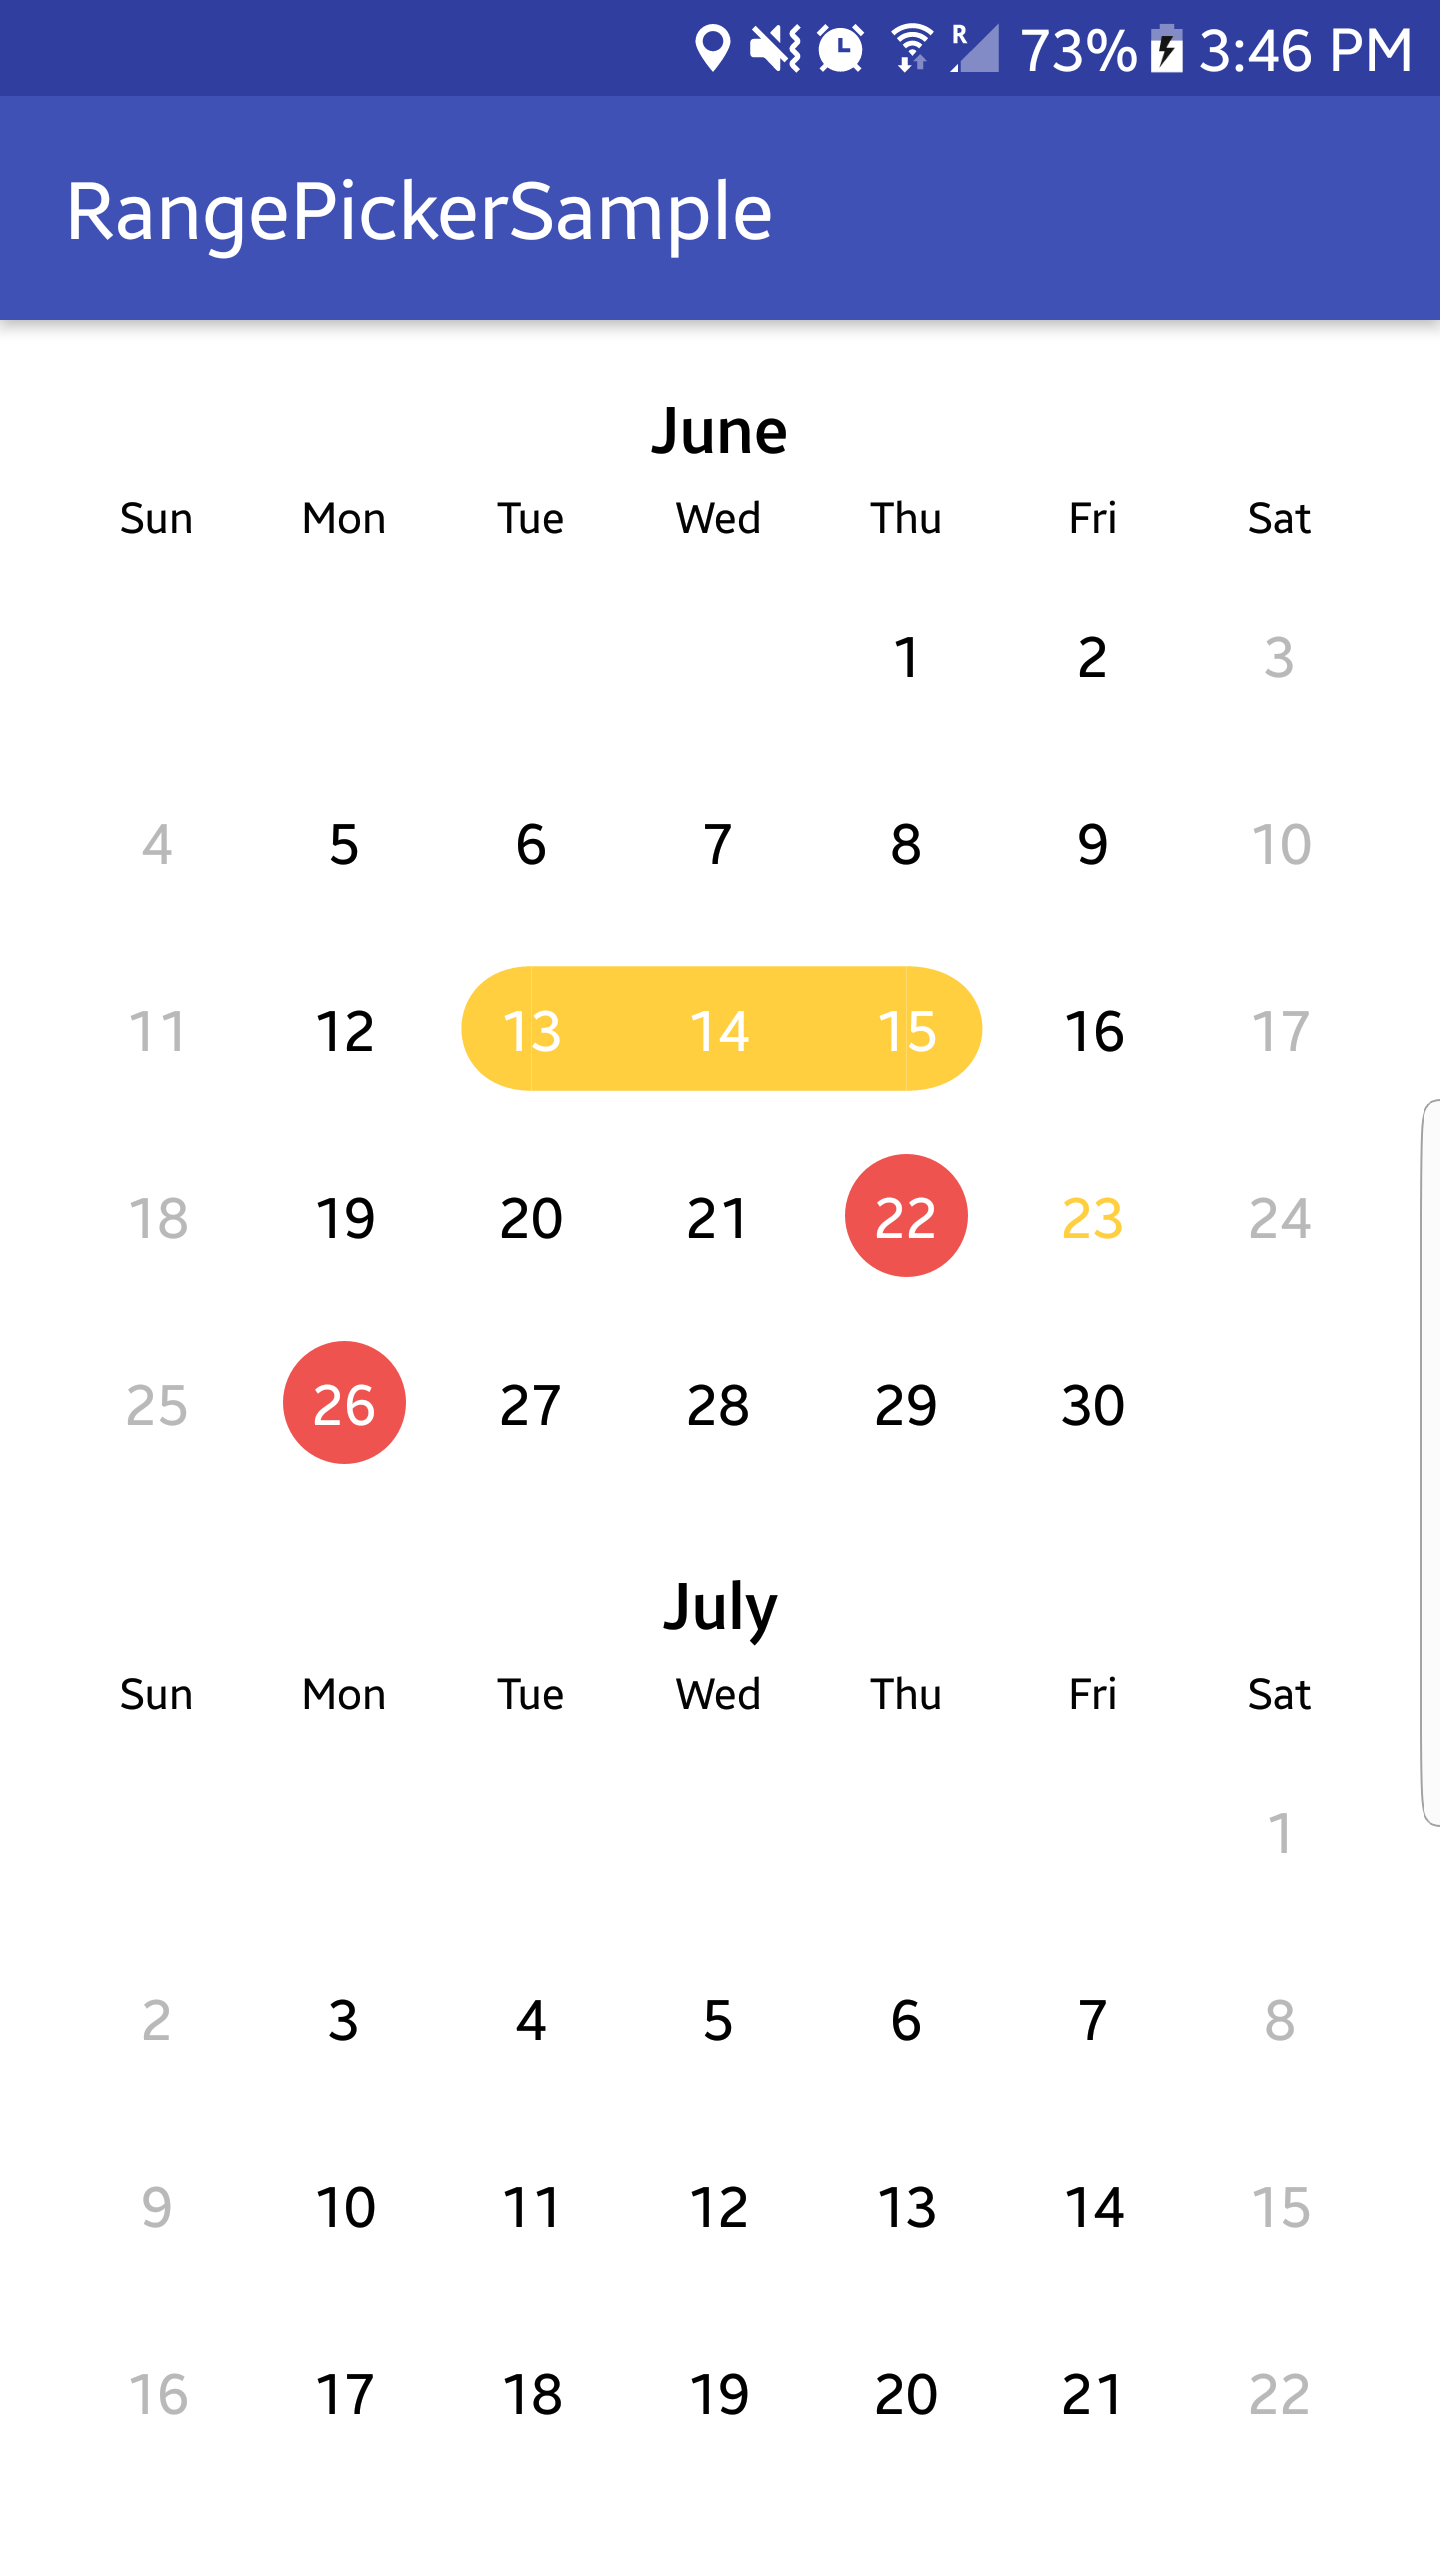 R 73% 3:46 PM
RangePickerSample
June
Sun Mon Tue Wed Thu Fri Sat
1 2 3
4 5 6 7 8 9 10
11 12 13 14 15 16 17
18 19 20 21 22 23 24
25 26 27 28 29 30
July
Sun Mon Tue Wed Thu Fri Sat
1
2 3 4 5 6 7 8
9 10 11 12 13 14 15
16 17 18 19 20 21 22